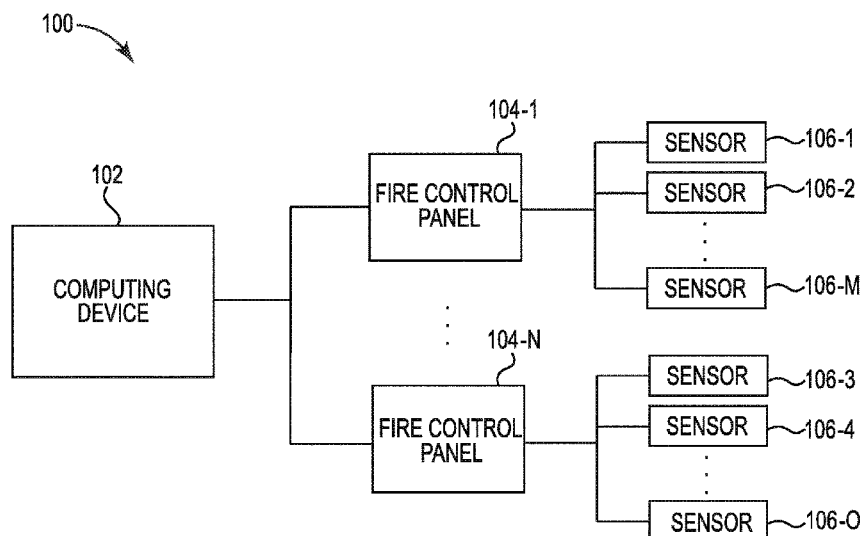 100
102
COMPUTING
DEVICE
104-1
FIRE CONTROL
PANEL
SENSOR 106-1
SENSOR 106-2
SENSOR 106-M
104-N
FIRE CONTROL
PANEL
SENSOR 106-3
SENSOR 106-4
SENSOR 106-O